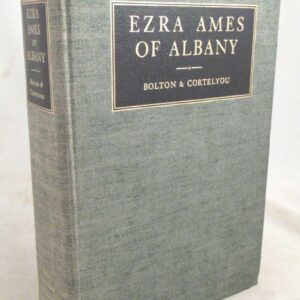 EZRA AMES
OF ALBANY
BOLTON & CORTELYOU
EZRA
AMES
OF
ALBANY
BOLTON &
CORTELYOU